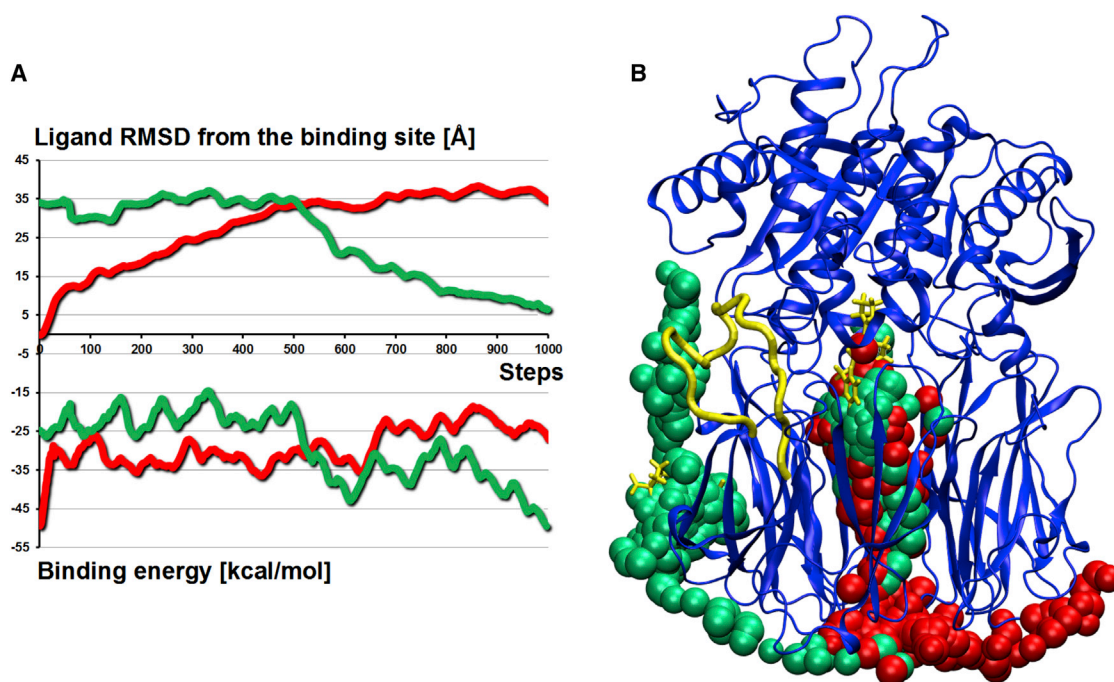 A
B
Ligand RMSD from the binding site [Å]
45
35
25
15
5
-5
0 100 200 300 400 500 600 700 800 900 1000
Steps
-15
-25
-35
-45
-55
Binding energy [kcal/mol]